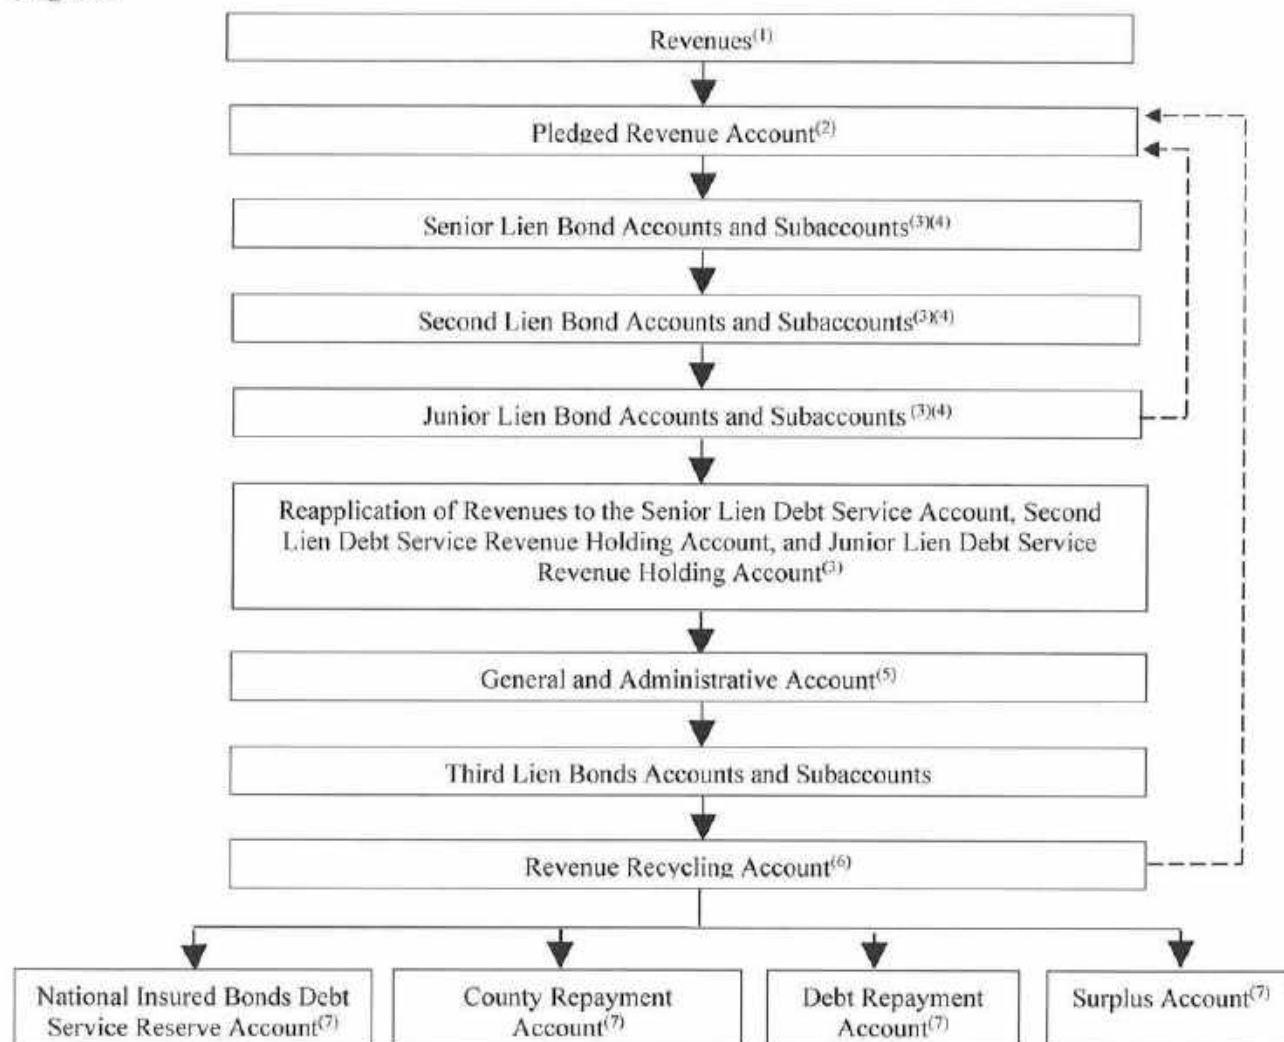 Revenues(1)
Pledged Revenue Account(2)
Senior Lien Bond Accounts and Subaccounts(3)(4)
Second Lien Bond Accounts and Subaccounts(3)(4)
Junior Lien Bond Accounts and Subaccounts (3)(4)
Reapplication of Revenues to the Senior Lien Debt Service Account, Second
Lien Debt Service Revenue Holding Account, and Junior Lien Debt Service
Revenue Holding Account(3)
General and Administrative Account(5)
Third Lien Bonds Accounts and Subaccounts
Revenue Recycling Account(6)
National Insured Bonds Debt
Service Reserve Account(7)
County Repayment
Account(7)
Debt Repayment
Account(7)
Surplus Account(7)